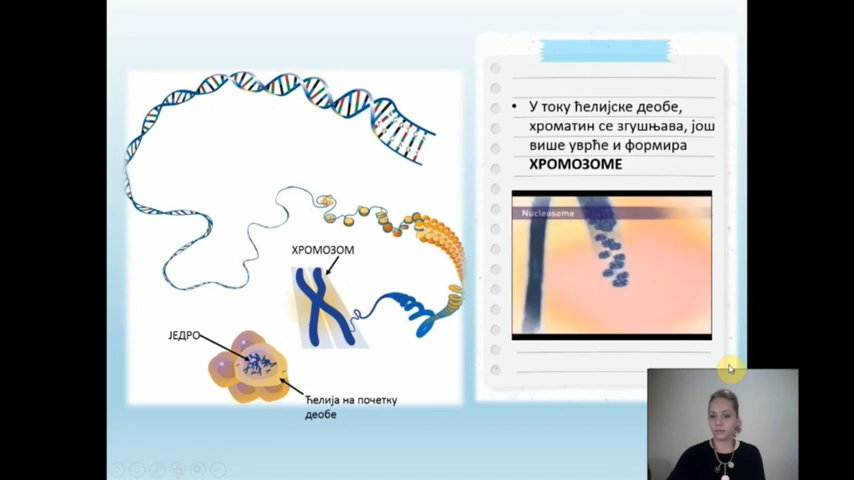 • У току ћелијске деобе,
хроматин се згушњава, још
више уврће и формира
ХРОМОЗОМЕ
Nucleosome
ХРОМОЗОМ
ЈЕДРО
Ћелија на почетку
деобе